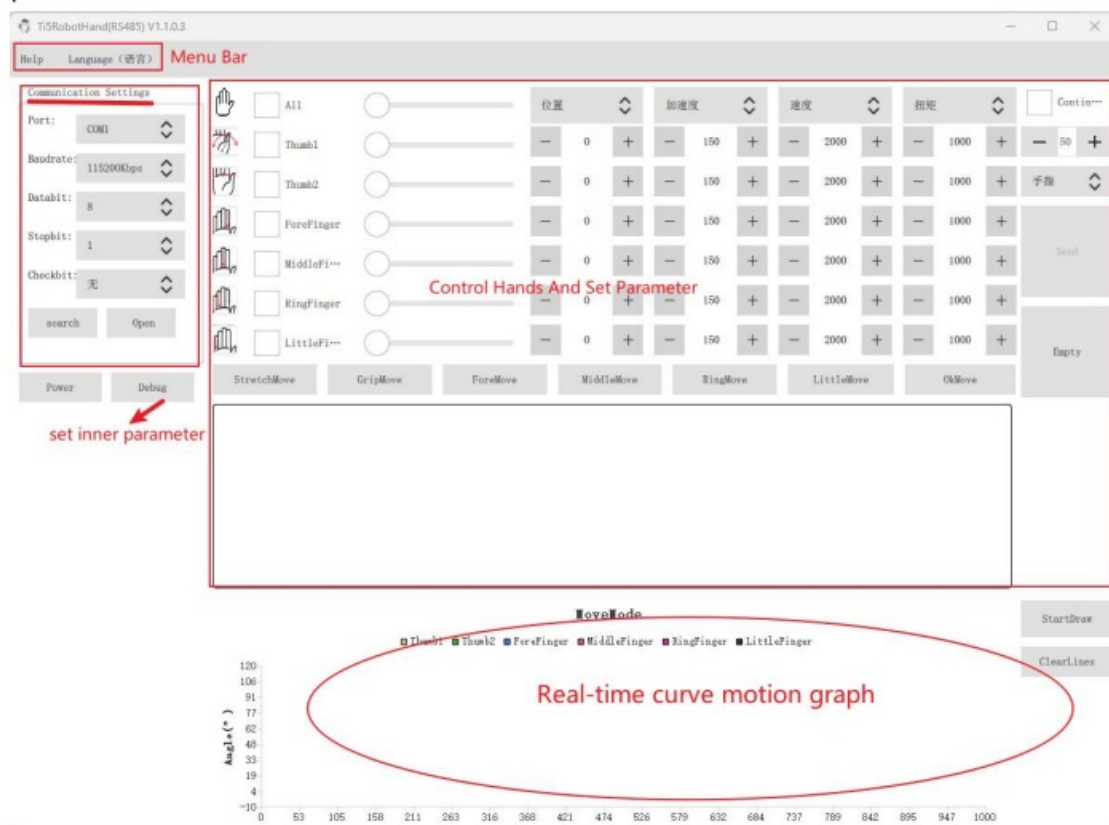 Ti5RobotHand(RS485) V1.1.0.3
Help Language（语言） Menu Bar
Communication Settings
Port: COM1
Baudrate: 115200Kbps
Databit: 8
Stopbit: 1
Checkbit: 无
search Open
Power Debug
set inner parameter
All 位置 加速度 速度 扭矩 Contin···
Thumb1 − 0 + − 150 + − 2000 + − 1000 + − 50 +
Thumb2 − 0 + − 150 + − 2000 + − 1000 + 手指
ForeFinger − 0 + − 150 + − 2000 + − 1000 +
MiddleFi··· − 0 + − 150 + − 2000 + − 1000 + Send
Control Hands And Set Parameter
RingFinger − 0 + − 150 + − 2000 + − 1000 +
LittleFi··· − 0 + − 150 + − 2000 + − 1000 + Empty
StretchMove GripMove ForeMove MiddleMove RingMove LittleMove OkMove
MoveMode
StartDraw
Thumb1 Thumb2 ForeFinger MiddleFinger RingFinger LittleFinger
ClearLines
Real-time curve motion graph
Angle(°)
120
106
91
77
62
48
33
19
4
-10
0 53 105 158 211 263 316 368 421 474 526 579 632 684 737 789 842 895 947 1000